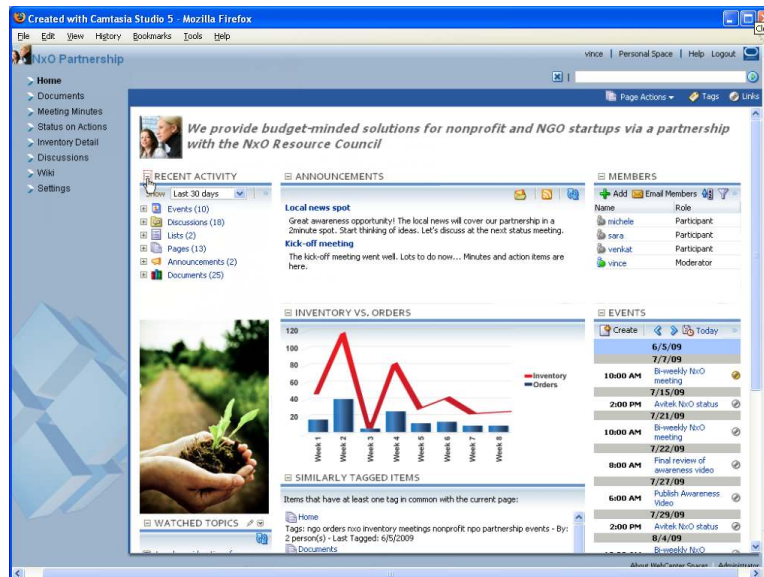 Created with Camtasia Studio 5 - Mozilla Firefox
File Edit View History Bookmarks Tools Help
NxO Partnership
vince | Personal Space | Help Logout
Home
Documents
Meeting Minutes
Status on Actions
Inventory Detail
Discussions
Wiki
Settings
Page Actions Tags Links
We provide budget-minded solutions for nonprofit and NGO startups via a partnership
with the NxO Resource Council
RECENT ACTIVITY
Show Last 30 days
Events (10)
Discussions (18)
Lists (2)
Pages (13)
Announcements (2)
Documents (25)
ANNOUNCEMENTS
Local news spot
Great awareness opportunity! The local news will cover our partnership in a
2minute spot. Start thinking of ideas. Let's discuss at the next status meeting.
Kick-off meeting
The kick-off meeting went well. Lots to do now... Minutes and action items are
here.
MEMBERS
Add Email Members
Name Role
michele Participant
sara Participant
venkat Participant
vince Moderator
INVENTORY VS. ORDERS
120
100
80
60
40
20
Week 1
Week 2
Week 3
Week 4
Week 5
Week 6
Week 7
Week 8
Inventory
Orders
EVENTS
Create Today
6/5/09
7/7/09
10:00 AM Bi-weekly NxO
meeting
7/15/09
2:00 PM Avitek NxO status
7/21/09
10:00 AM Bi-weekly NxO
meeting
7/22/09
8:00 AM Final review of
awareness video
7/27/09
6:00 AM Publish Awareness
Video
7/29/09
2:00 PM Avitek NxO status
8/4/09
Bi-weekly NxO
SIMILARLY TAGGED ITEMS
Items that have at least one tag in common with the current page:
Home
Tags: ngo orders nxo inventory meetings nonprofit npo partnership events - By:
2 person(s) - Last Tagged: 6/5/2009
Documents
WATCHED TOPICS
About WebCenter Spaces Administrator